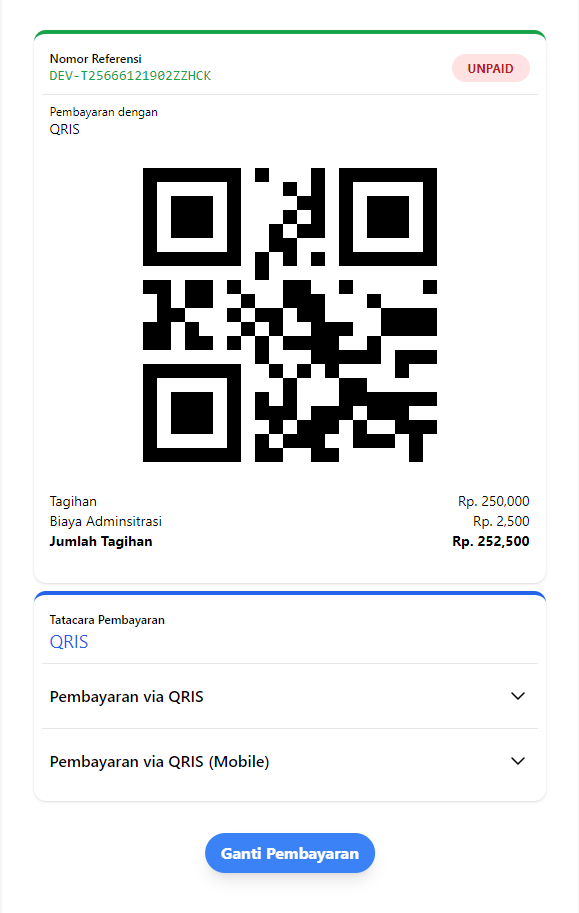 Nomor Referensi
DEV-T25666121902ZZHCK
UNPAID
Pembayaran dengan
QRIS
Tagihan Rp. 250,000
Biaya Adminsitrasi Rp. 2,500
Jumlah Tagihan Rp. 252,500
Tatacara Pembayaran
QRIS
Pembayaran via QRIS
Pembayaran via QRIS (Mobile)
Ganti Pembayaran